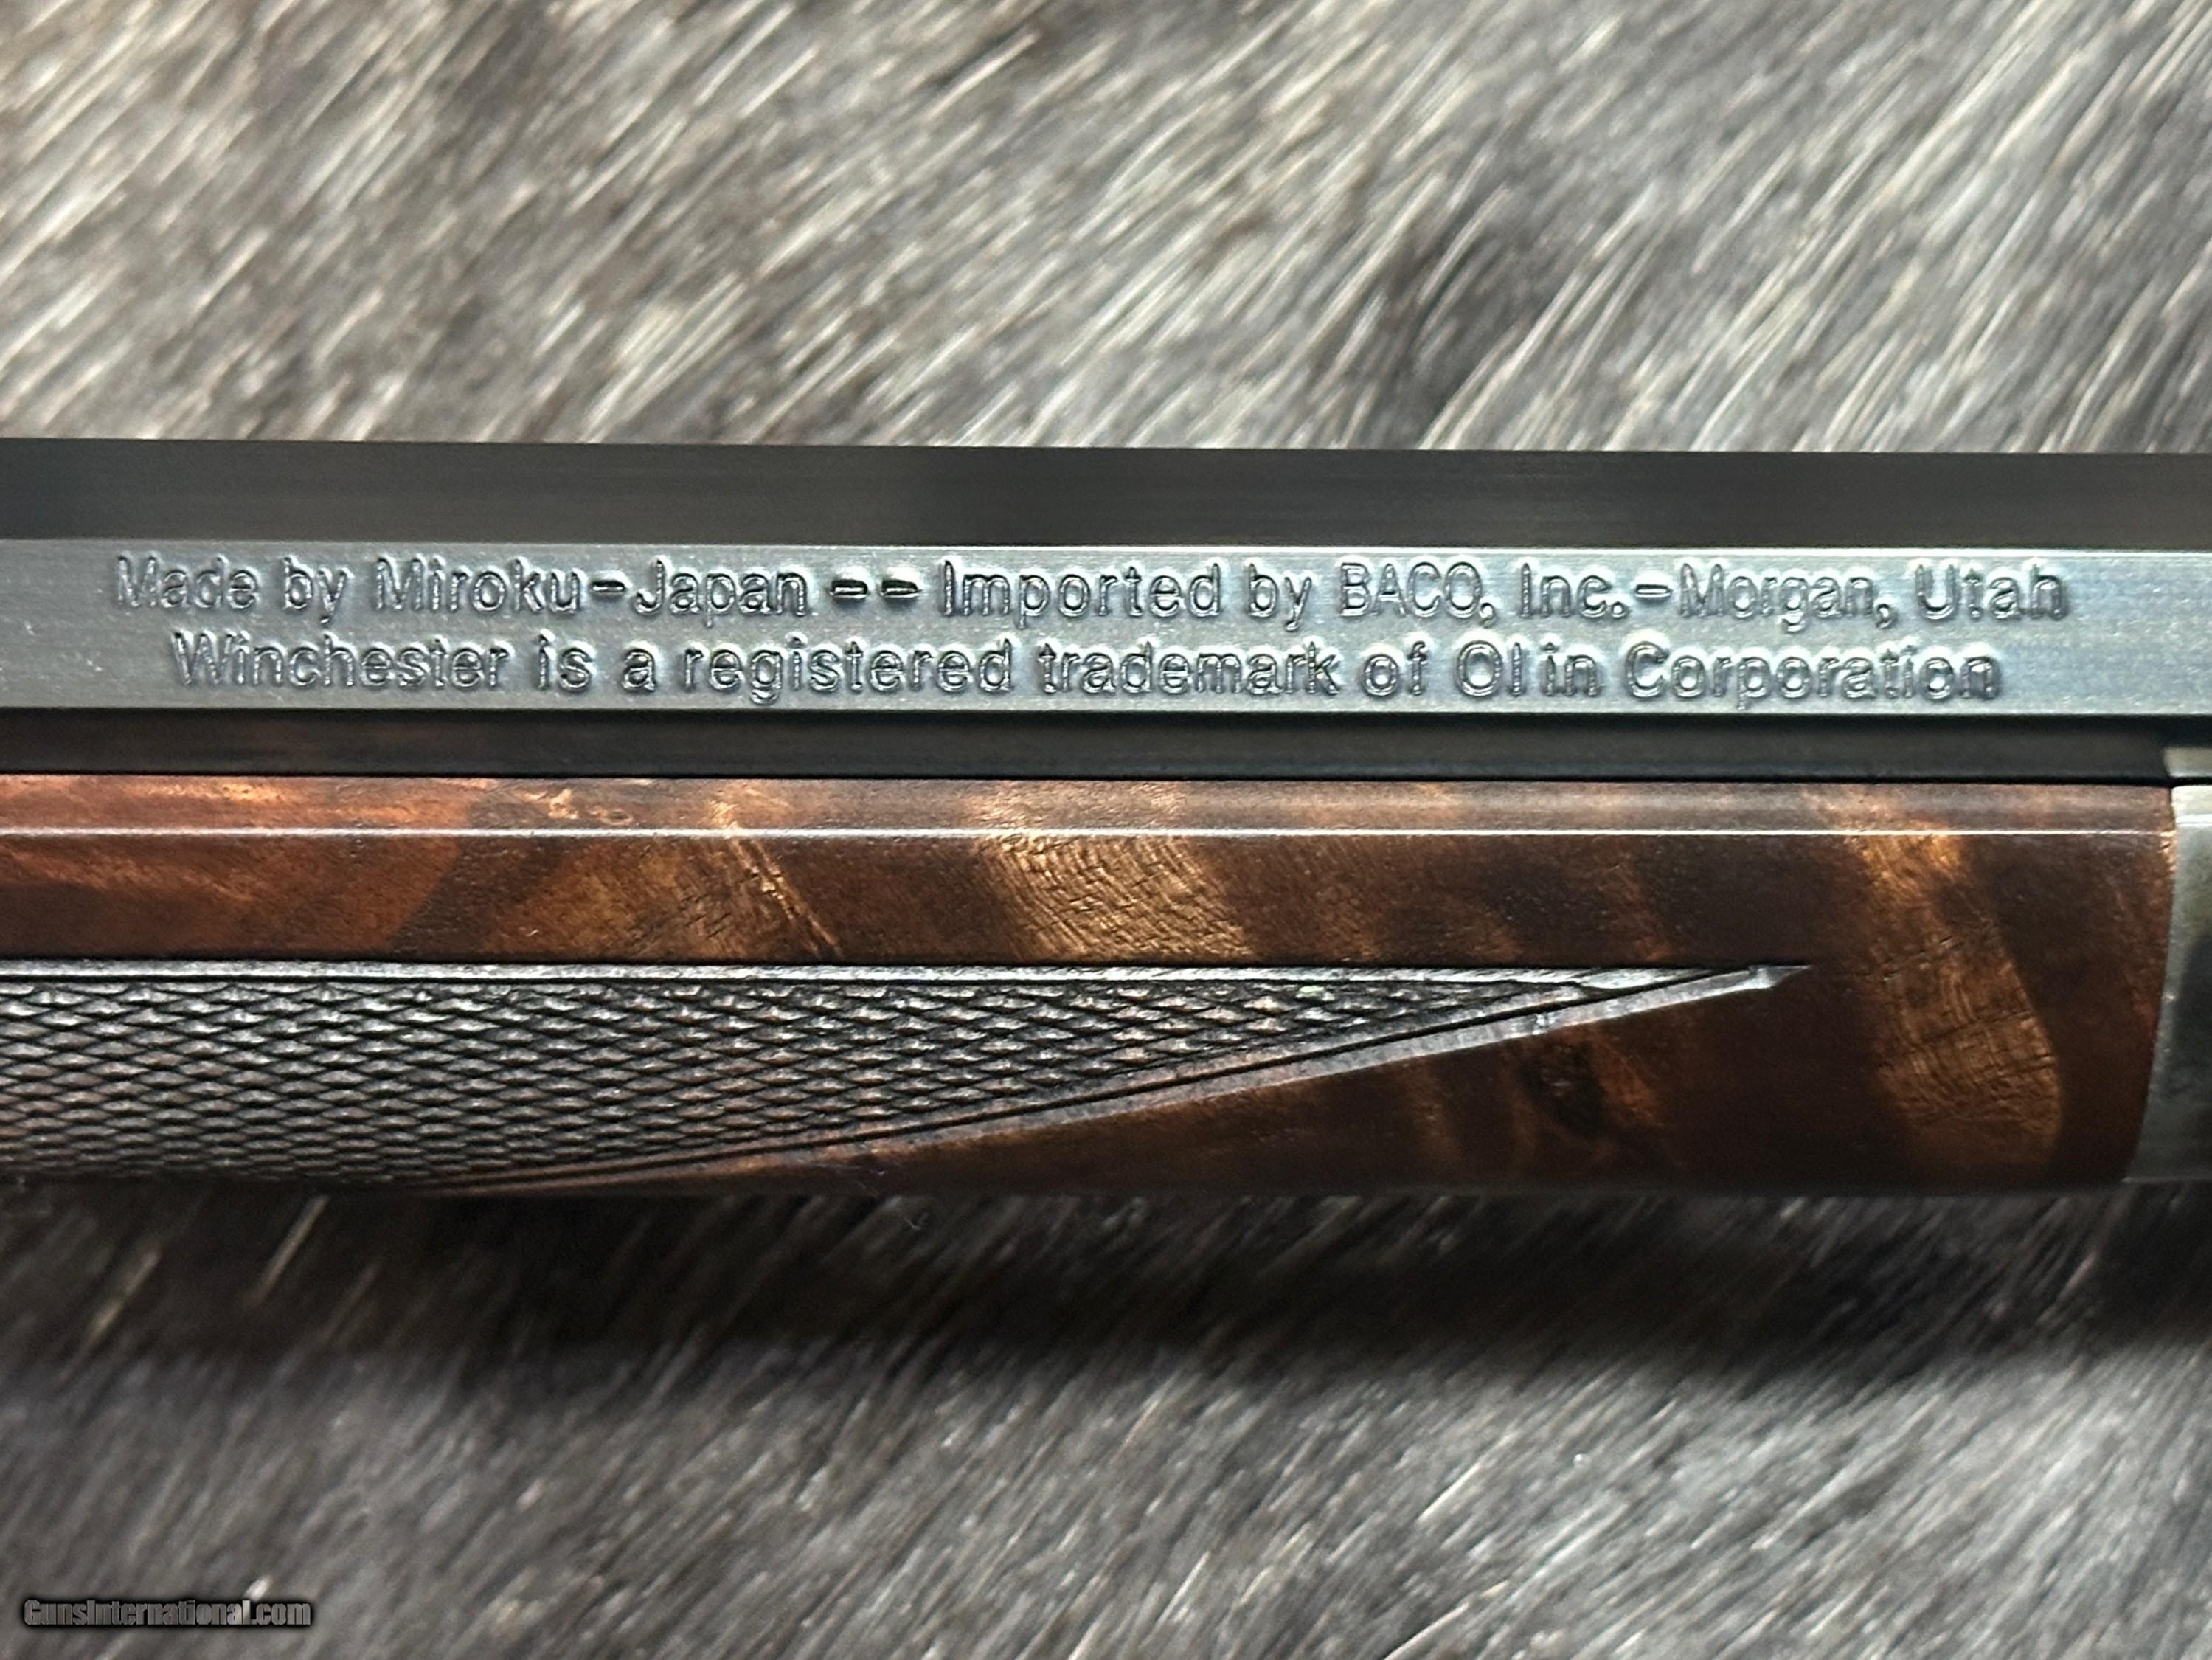 Made by Miroku-Japan -- Imported by BACO, Inc.-Morgan, Utah
Winchester is a registered trademark of Olin Corporation
GunsInternational.com